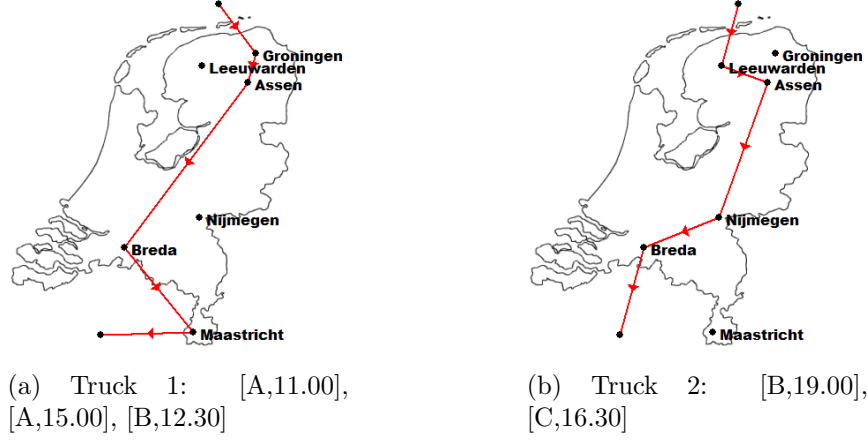 Groningen
Leeuwarden
Assen
Nijmegen
Breda
Maastricht
(a) Truck 1: [A,11.00],
[A,15.00], [B,12.30]
Groningen
Leeuwarden
Assen
Nijmegen
Breda
Maastricht
(b) Truck 2: [B,19.00],
[C,16.30]